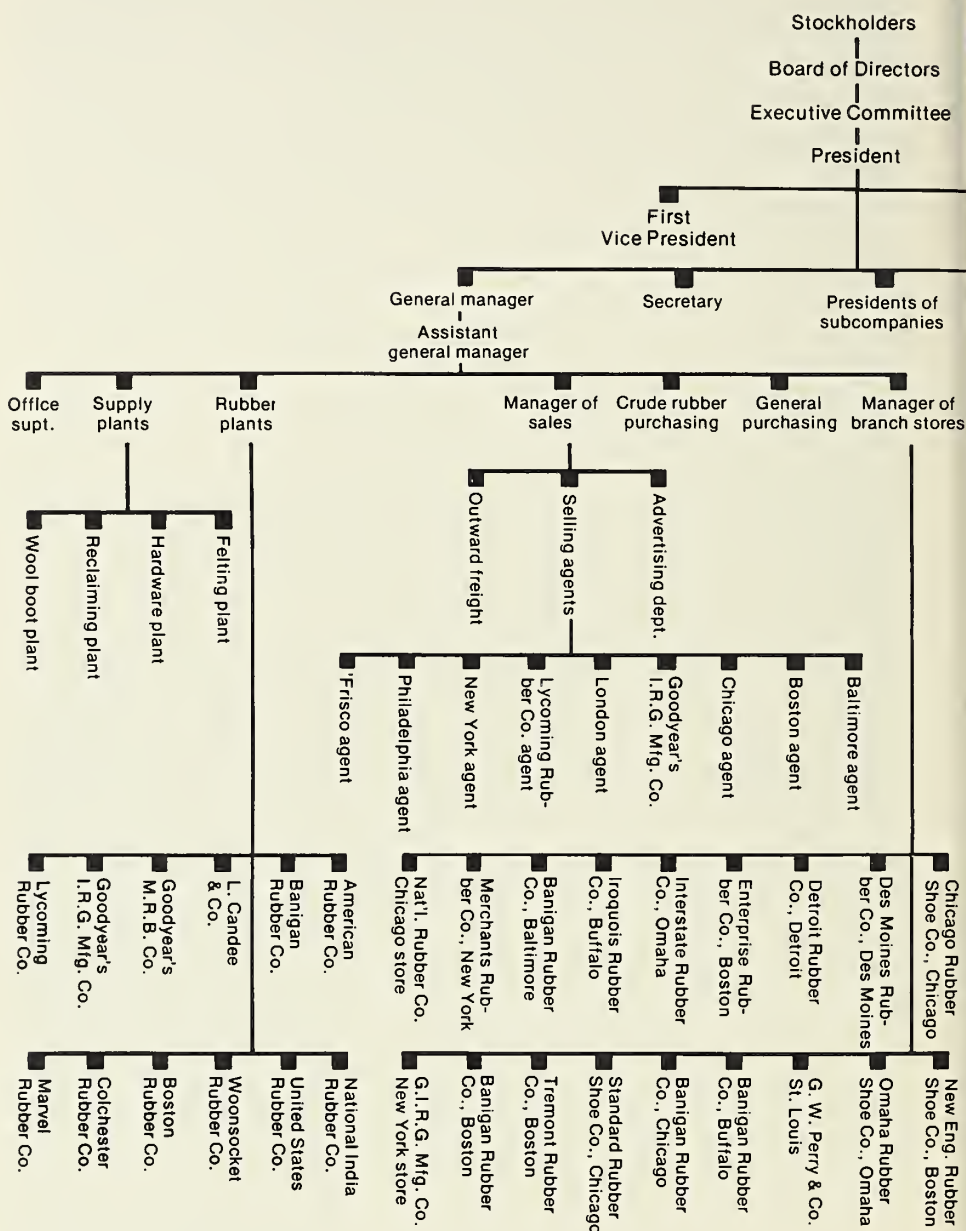 Stockholders
Board of Directors
Executive Committee
President
First
Vice President
General manager
Secretary
Presidents of
subcompanies
Assistant
general manager
Office
supt.
Supply
plants
Rubber
plants
Manager of
sales
Crude rubber
purchasing
General
purchasing
Manager of
branch stores
Wool boot plant
Reclaiming plant
Hardware plant
Felting plant
Outward freight
Selling agents
Advertising dept.
'Frisco agent
Philadelphia agent
New York agent
Lycoming Rub-
ber Co. agent
London agent
Goodyear's
I.R.G. Mfg. Co.
Chicago agent
Boston agent
Baltimore agent
Lycoming
Rubber Co.
Goodyear's
I.R.G. Mfg. Co.
Goodyear's
M.R.B. Co.
L. Candee
& Co.
Banigan
Rubber Co.
American
Rubber Co.
Nat'l. Rubber Co.
Chicago store
Merchants Rub-
ber Co., New York
Banigan Rubber
Co., Baltimore
Iroquois Rubber
Co., Buffalo
Interstate Rubber
Co., Omaha
Enterprise Rub-
ber Co., Boston
Detroit Rubber
Co., Detroit
Des Moines Rub-
ber Co., Des Moines
Chicago Rubber
Shoe Co., Chicago
Marvel
Rubber Co.
Colchester
Rubber Co.
Boston
Rubber Co.
Woonsocket
Rubber Co.
United States
Rubber Co.
National India
Rubber Co.
G.I.R.G. Mfg. Co.
New York store
Banigan Rubber
Co., Boston
Tremont Rubber
Co., Boston
Standard Rubber
Shoe Co., Chicago
Banigan Rubber
Co., Chicago
Banigan Rubber
Co., Buffalo
G. W. Perry & Co.
St. Louis
Omaha Rubber
Shoe Co., Omaha
New Eng. Rubber
Shoe Co., Boston